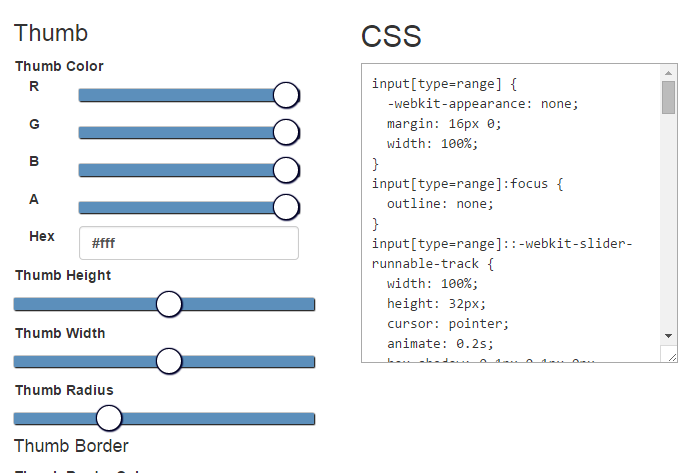 Thumb
Thumb Color
R
G
B
A
Hex
#fff
Thumb Height
Thumb Width
Thumb Radius
Thumb Border
CSS
input[type=range] {
-webkit-appearance: none;
margin: 16px 0;
width: 100%;
}
input[type=range]:focus {
outline: none;
}
input[type=range]::-webkit-slider-
runnable-track {
width: 100%;
height: 32px;
cursor: pointer;
animate: 0.2s;